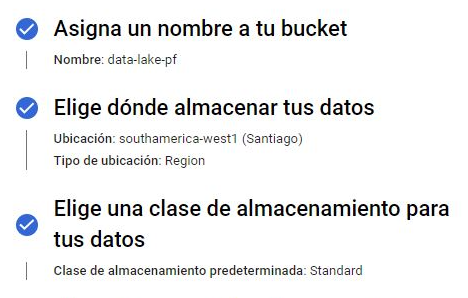 Asigna un nombre a tu bucket
Nombre: data-lake-pf
Elige dónde almacenar tus datos
Ubicación: southamerica-west1 (Santiago)
Tipo de ubicación: Region
Elige una clase de almacenamiento para
tus datos
Clase de almacenamiento predeterminada: Standard